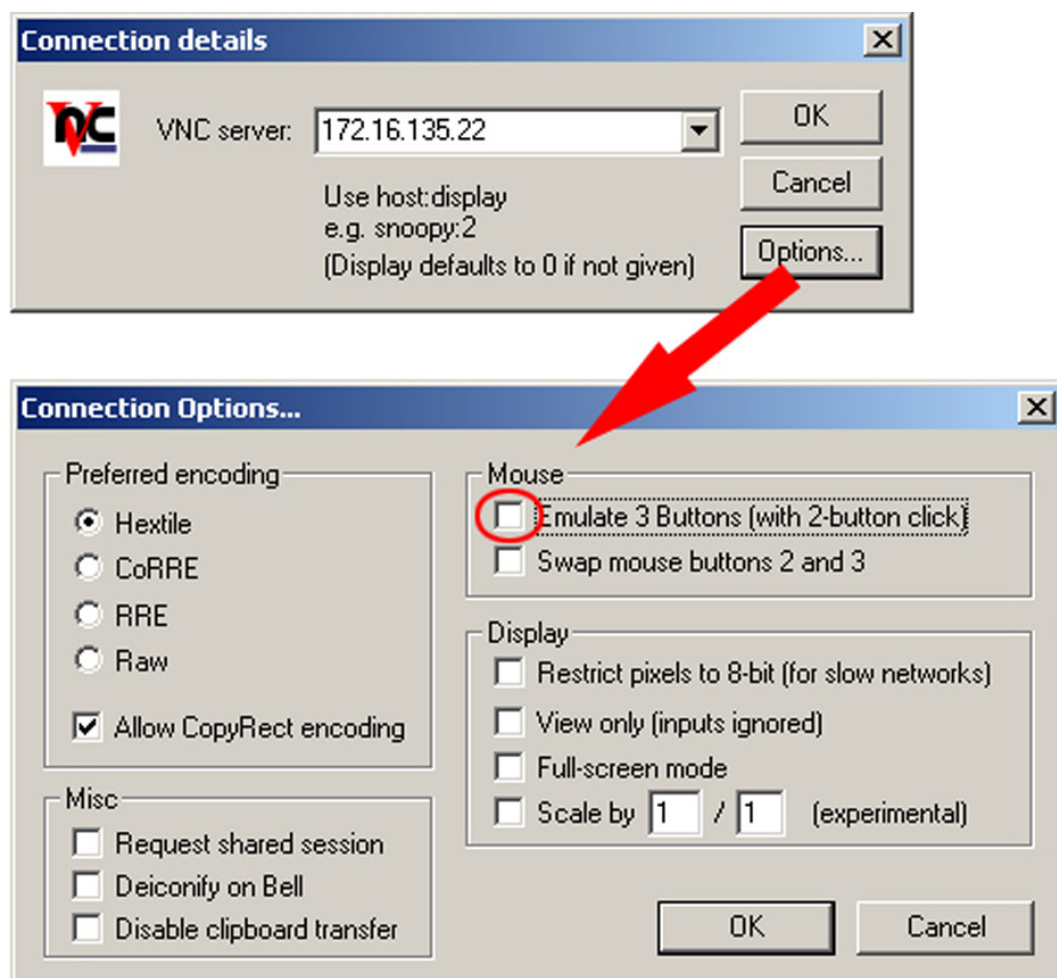 Connection details
VNC
VNC server: 172.16.135.22
OK
Use host:display
e.g. snoopy:2
(Display defaults to 0 if not given)
Cancel
Options...
Connection Options...
Preferred encoding
Hextile
CoRRE
RRE
Raw
Allow CopyRect encoding
Misc
Request shared session
Deiconify on Bell
Disable clipboard transfer
Mouse
Emulate 3 Buttons (with 2-button click)
Swap mouse buttons 2 and 3
Display
Restrict pixels to 8-bit (for slow networks)
View only (inputs ignored)
Full-screen mode
Scale by 1 / 1 (experimental)
OK
Cancel